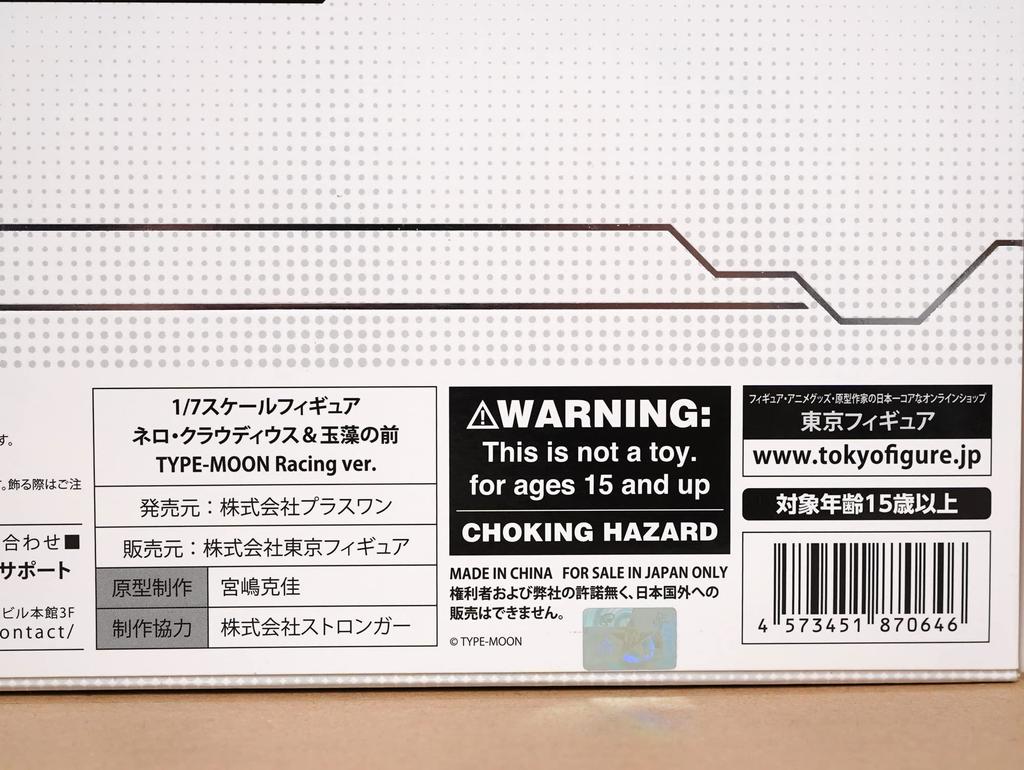 す。
。飾る際はご注
合わせ■
サポート
ビル本館3F
ontact/
1/7スケールフィギュア
ネロ・クラウディウス＆玉藻の前
TYPE-MOON Racing ver.
発売元：株式会社プラスワン
販売元：株式会社東京フィギュア
原型制作 宮嶋克佳
制作協力 株式会社ストロンガー
⚠WARNING:
This is not a toy.
for ages 15 and up
CHOKING HAZARD
MADE IN CHINA FOR SALE IN JAPAN ONLY
権利者および弊社の許諾無く、日本国外への
販売はできません。
© TYPE-MOON
フィギュア・アニメグッズ・原型作家の日本一コアなオンラインショップ
東京フィギュア
www.tokyofigure.jp
対象年齢15歳以上
4 573451 870646